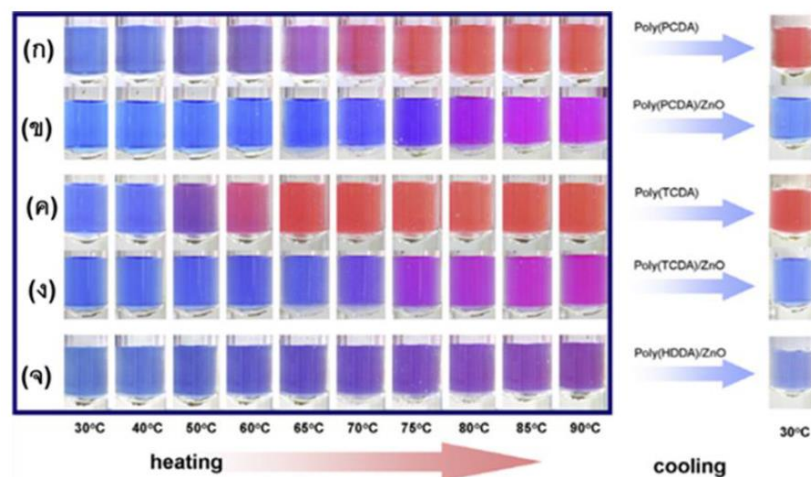 (ก)
Poly(PCDA)
(ข)
Poly(PCDA)/ZnO
(ค)
Poly(TCDA)
(ง)
Poly(TCDA)/ZnO
(จ)
Poly(HDDA)/ZnO
30°C 40°C 50°C 60°C 65°C 70°C 75°C 80°C 85°C 90°C 30°C
heating cooling